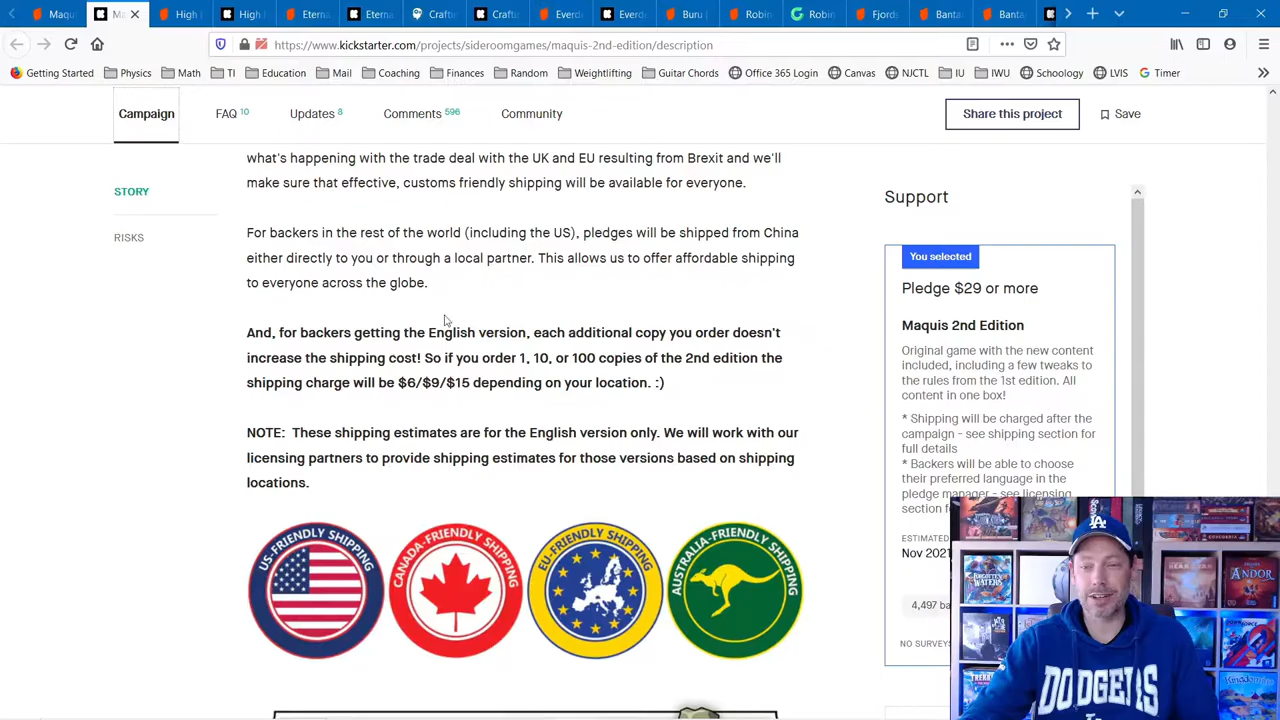 Maqu
M
High
High
Eterna
Eterna
Craftin
Craftin
Everde
Everde
Buru
Robin
Robin
Fjords
Banta
Banta
https://www.kickstarter.com/projects/sideroomgames/maquis-2nd-edition/description
Getting Started Physics Math TI Education Mail Coaching Finances Random Weightlifting Guitar Chords Office 365 Login Canvas NJCTL IU IWU Schoology LVIS Timer
Campaign FAQ 10 Updates 8 Comments 596 Community Share this project Save
STORY
RISKS
what's happening with the trade deal with the UK and EU resulting from Brexit and we'll
make sure that effective, customs friendly shipping will be available for everyone.
For backers in the rest of the world (including the US), pledges will be shipped from China
either directly to you or through a local partner. This allows us to offer affordable shipping
to everyone across the globe.
And, for backers getting the English version, each additional copy you order doesn't
increase the shipping cost! So if you order 1, 10, or 100 copies of the 2nd edition the
shipping charge will be $6/$9/$15 depending on your location. :)
NOTE: These shipping estimates are for the English version only. We will work with our
licensing partners to provide shipping estimates for those versions based on shipping
locations.
US-FRIENDLY SHIPPING
CANADA-FRIENDLY SHIPPING
EU-FRIENDLY SHIPPING
AUSTRALIA-FRIENDLY SHIPPING
Support
You selected
Pledge $29 or more
Maquis 2nd Edition
Original game with the new content
included, including a few tweaks to
the rules from the 1st edition. All
content in one box!
* Shipping will be charged after the
campaign - see shipping section for
full details
* Backers will be able to choose
their preferred language in the
pledge manager - see licensing
section fo
ESTIMATED
Nov 2021
4,497 ba
NO SURVEYS
FORGOTTEN
WATERS
ANDOR
LA
DODGERS